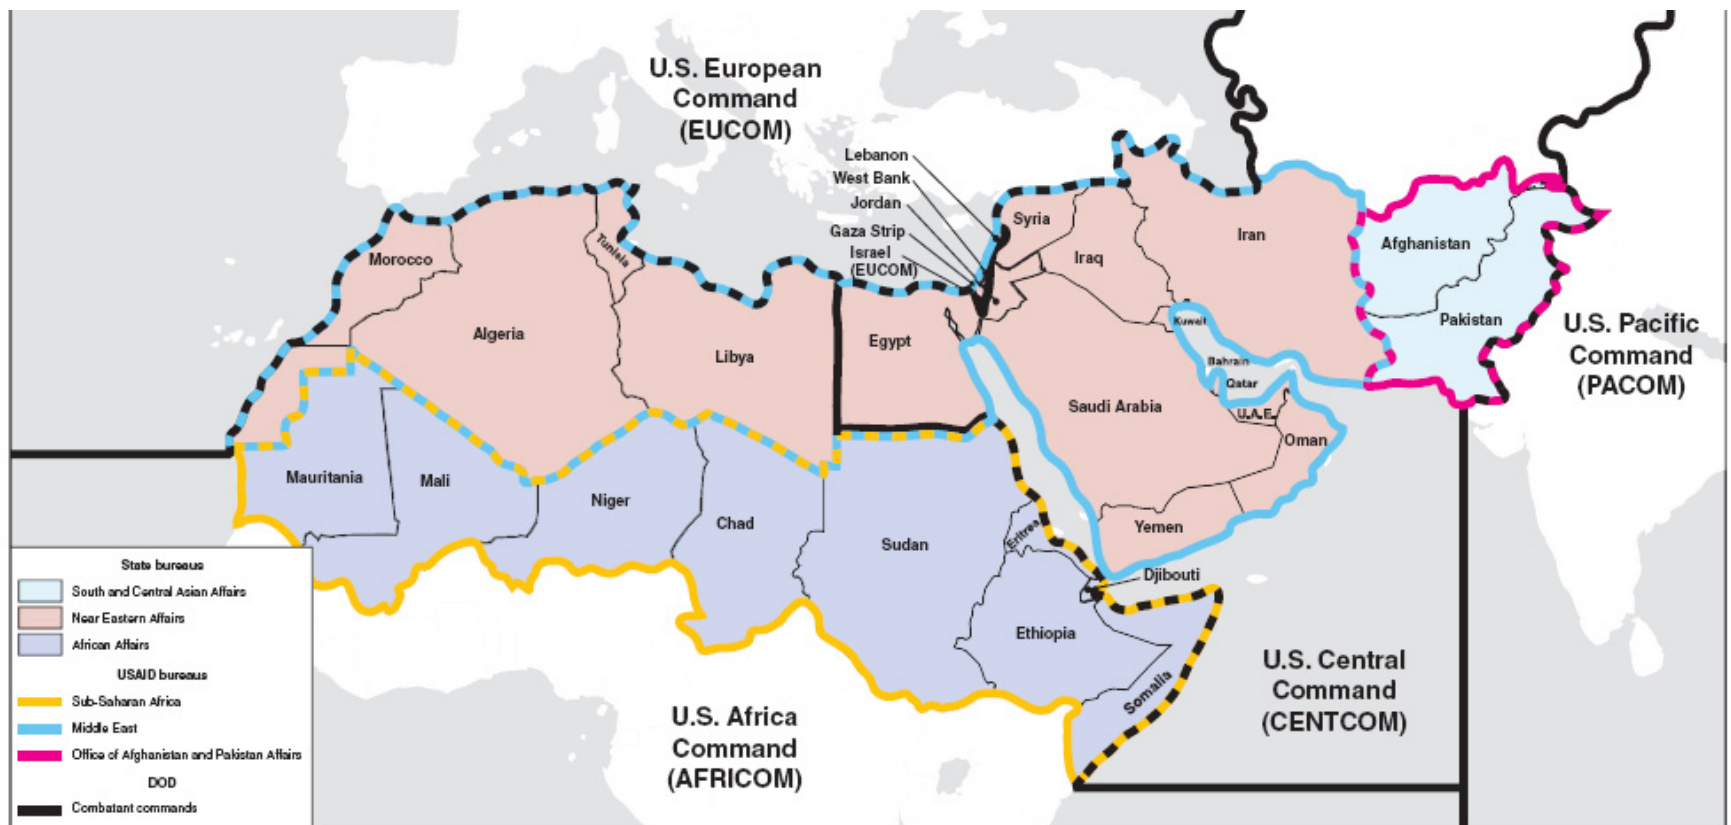 U.S. European
Command
(EUCOM)
Lebanon
West Bank
Jordan
Gaza Strip
Israel
(EUCOM)
Syria
Iraq
Iran
Afghanistan
Pakistan
U.S. Pacific
Command
(PACOM)
Morocco
Tunisia
Algeria
Libya
Egypt
Kuwait
Bahrain
Qatar
U.A.E.
Saudi Arabia
Oman
Yemen
Mauritania
Mali
Niger
Chad
Sudan
Eritrea
Djibouti
Ethiopia
Somalia
U.S. Central
Command
(CENTCOM)
U.S. Africa
Command
(AFRICOM)
State bureaus
South and Central Asian Affairs
Near Eastern Affairs
African Affairs
USAID bureaus
Sub-Saharan Africa
Middle East
Office of Afghanistan and Pakistan Affairs
DOD
Combatant commands